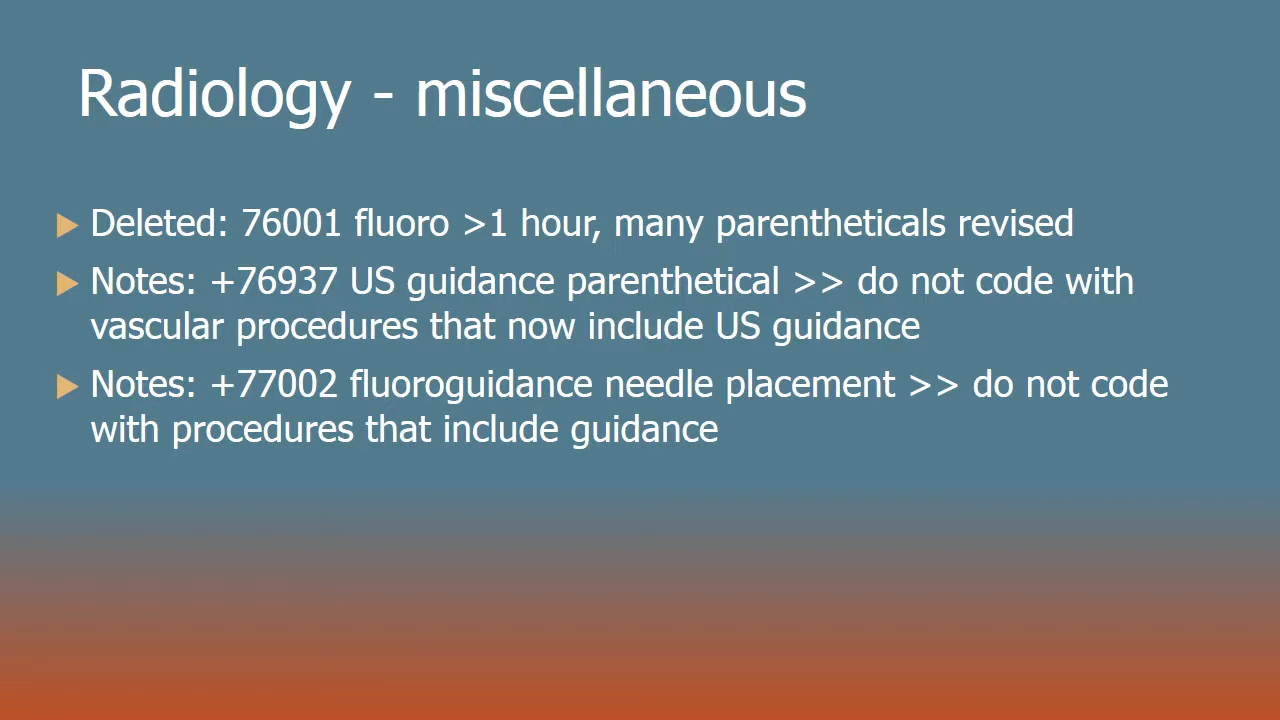 Radiology - miscellaneous
Deleted: 76001 fluoro >1 hour, many parentheticals revised
Notes: +76937 US guidance parenthetical >> do not code with
vascular procedures that now include US guidance
Notes: +77002 fluoroguidance needle placement >> do not code
with procedures that include guidance